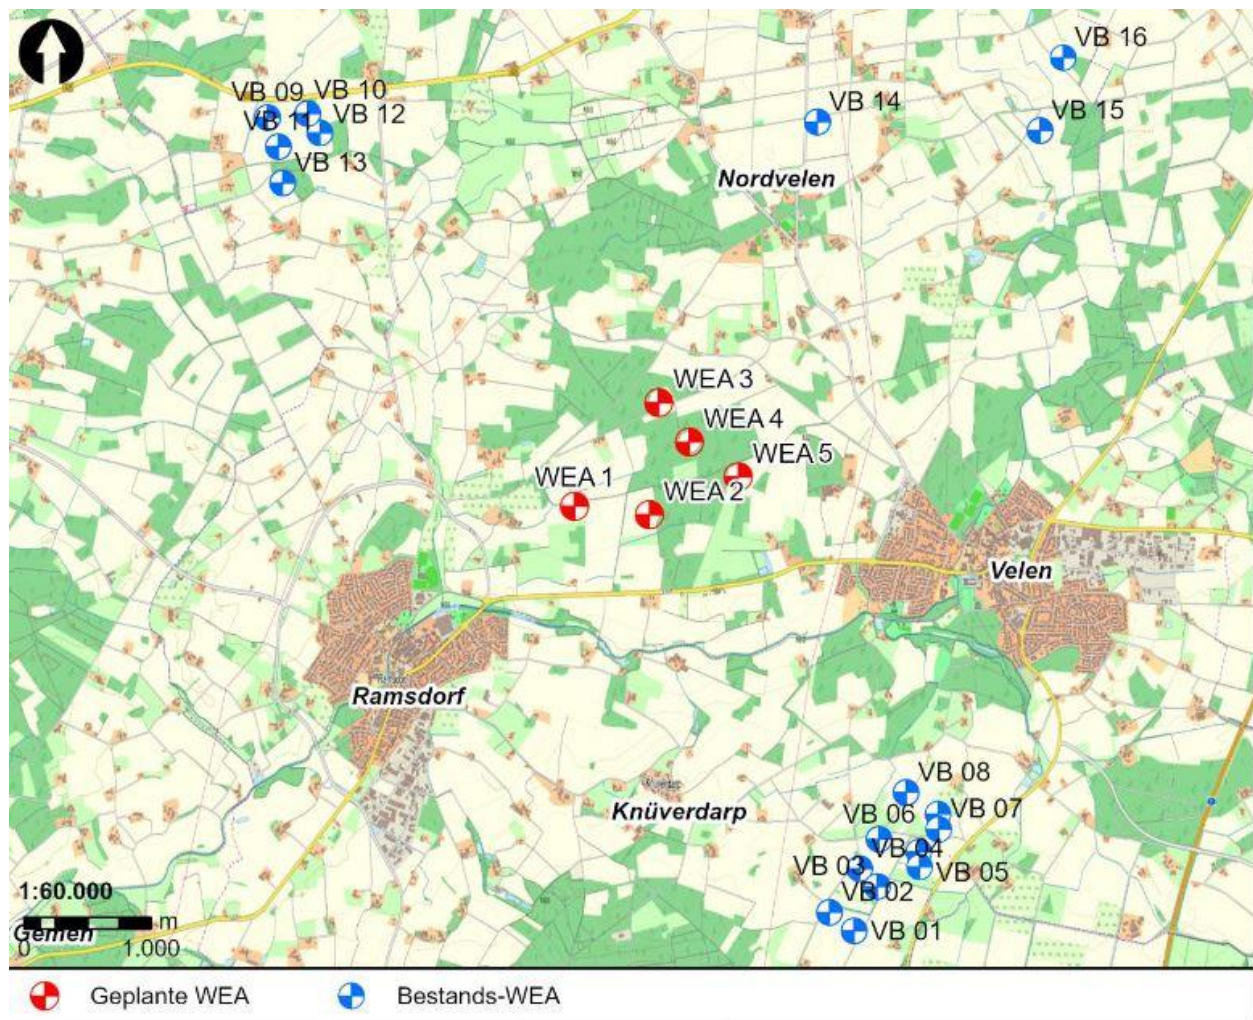 VB 16
VB 09
VB 10
VB 11
VB 12
VB 14
VB 15
VB 13
Nordvelen
WEA 3
WEA 4
WEA 5
WEA 1
WEA 2
Velen
Ramsdorf
VB 08
Knüverdarp
VB 06
VB 07
VB 04
VB 03
VB 05
VB 02
VB 01
1:60.000
m
Gemen
0
1.000
Geplante WEA
Bestands-WEA